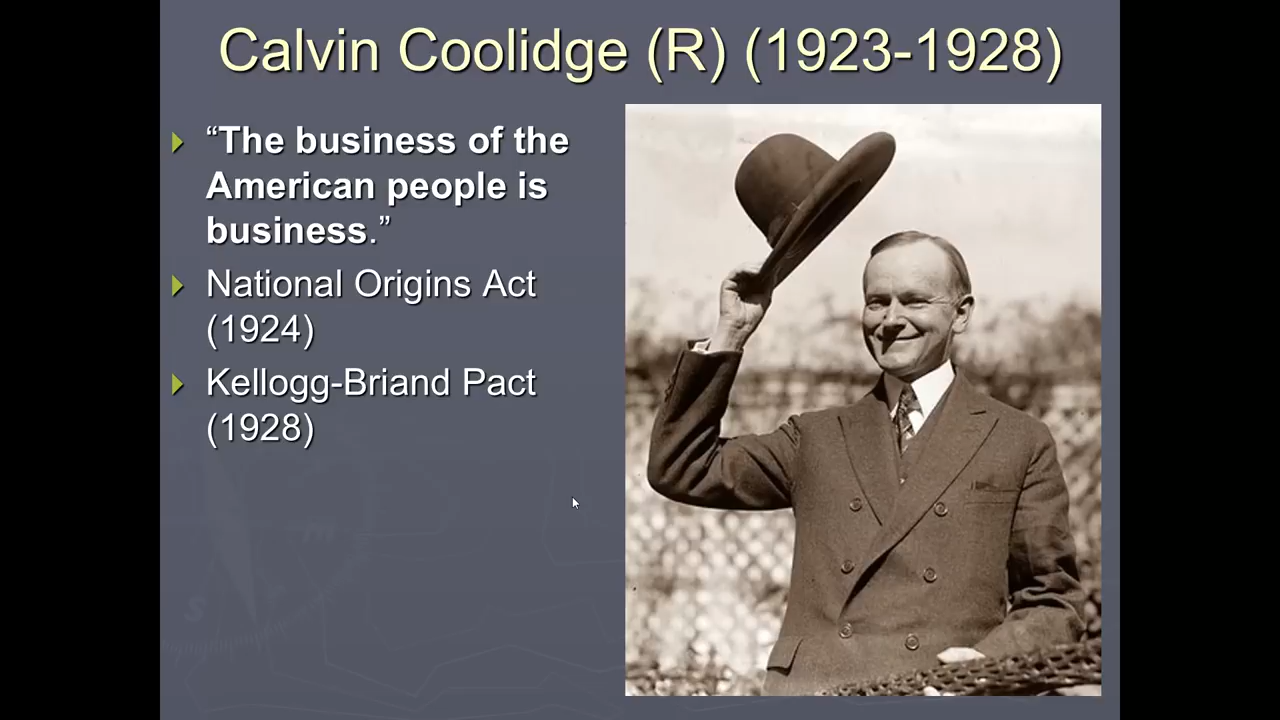 Calvin Coolidge (R) (1923-1928)
“The business of the
American people is
business.”
National Origins Act
(1924)
Kellogg-Briand Pact
(1928)
m
s